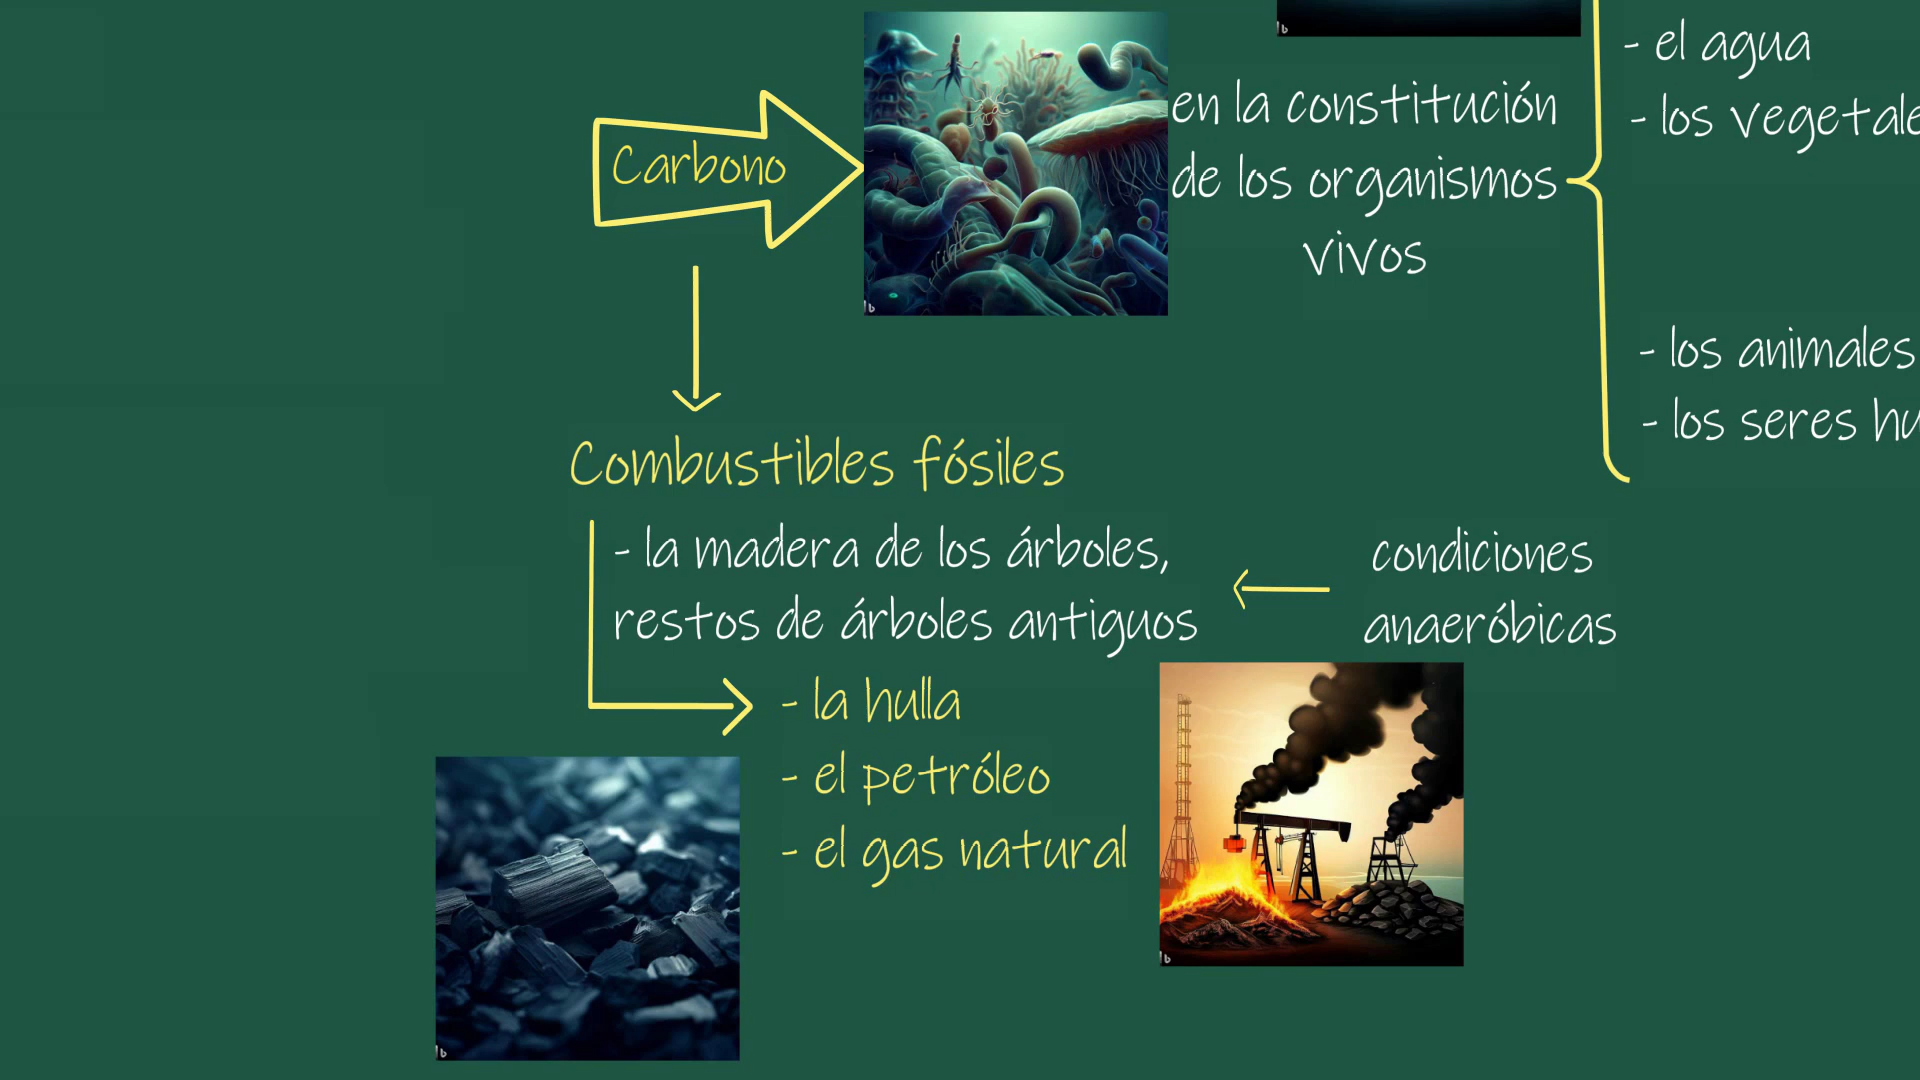 Carbono
en la constitución
de los organismos
vivos
- el agua
- los vegetale
- los animales
- los seres hu
Combustibles fósiles
- la madera de los árboles,
restos de árboles antiguos
condiciones
anaeróbicas
- la hulla
- el petróleo
- el gas natural